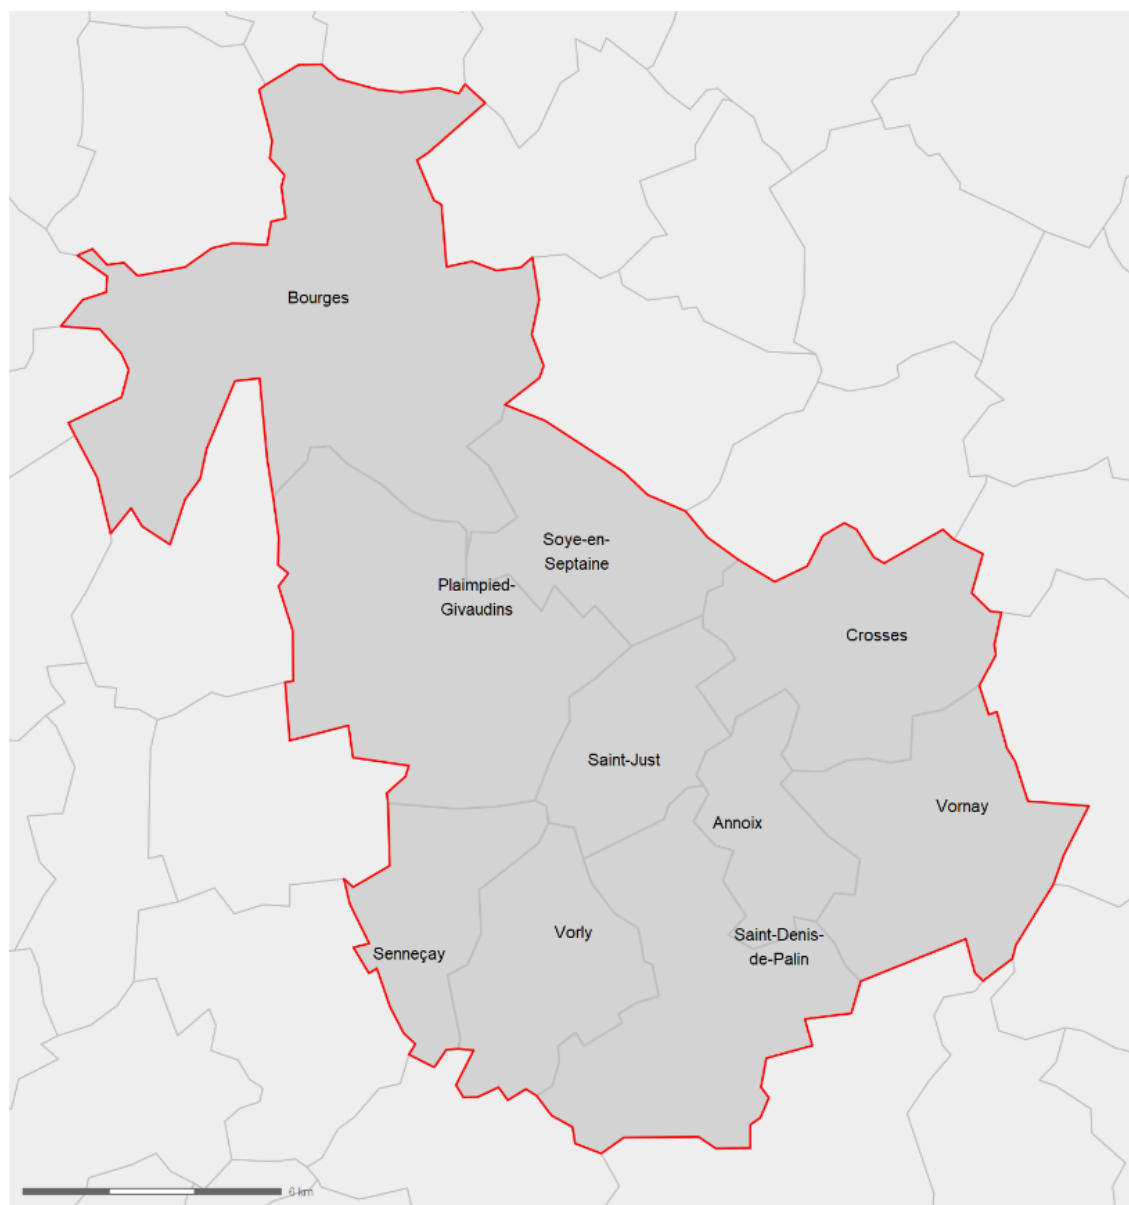 Bourges
Soye-en-
Septaine
Plaimpied-
Givaudins
Crosses
Saint-Just
Vornay
Annoix
Vorly
Saint-Denis-
de-Palin
Senneçay
6 km